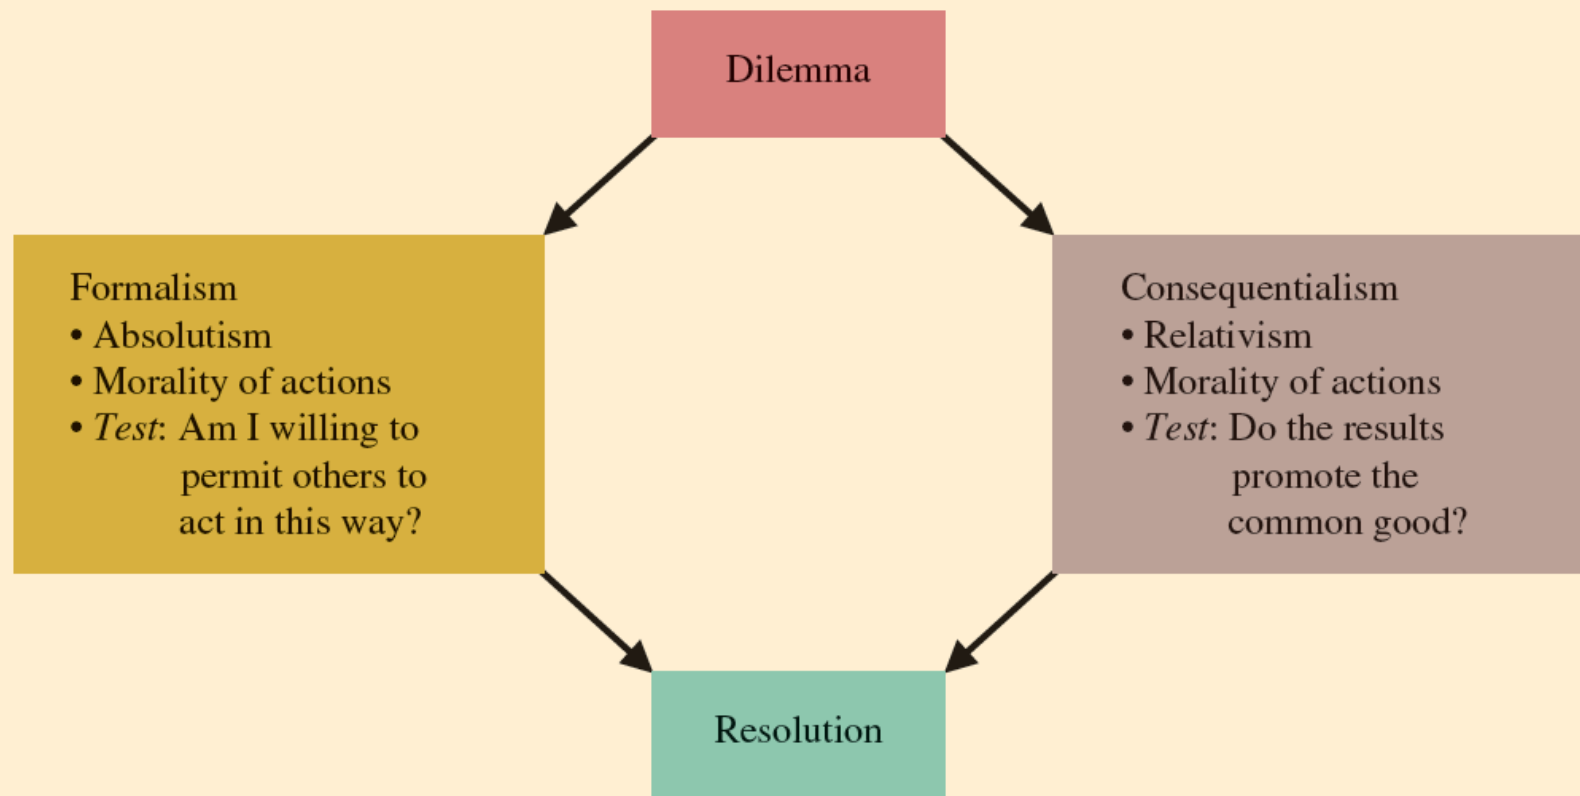 Dilemma
Formalism
• Absolutism
• Morality of actions
• Test: Am I willing to
permit others to
act in this way?
Consequentialism
• Relativism
• Morality of actions
• Test: Do the results
promote the
common good?
Resolution